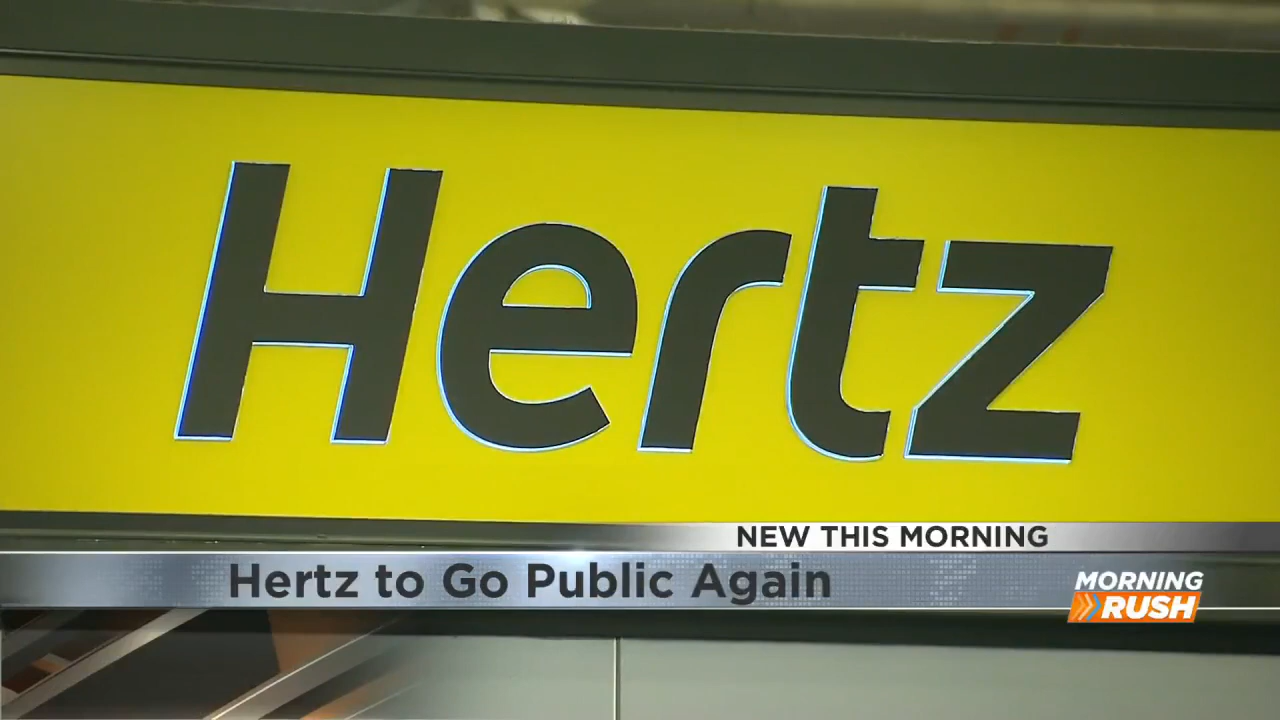 Hertz
NEW THIS MORNING
Hertz to Go Public Again
MORNING
RUSH